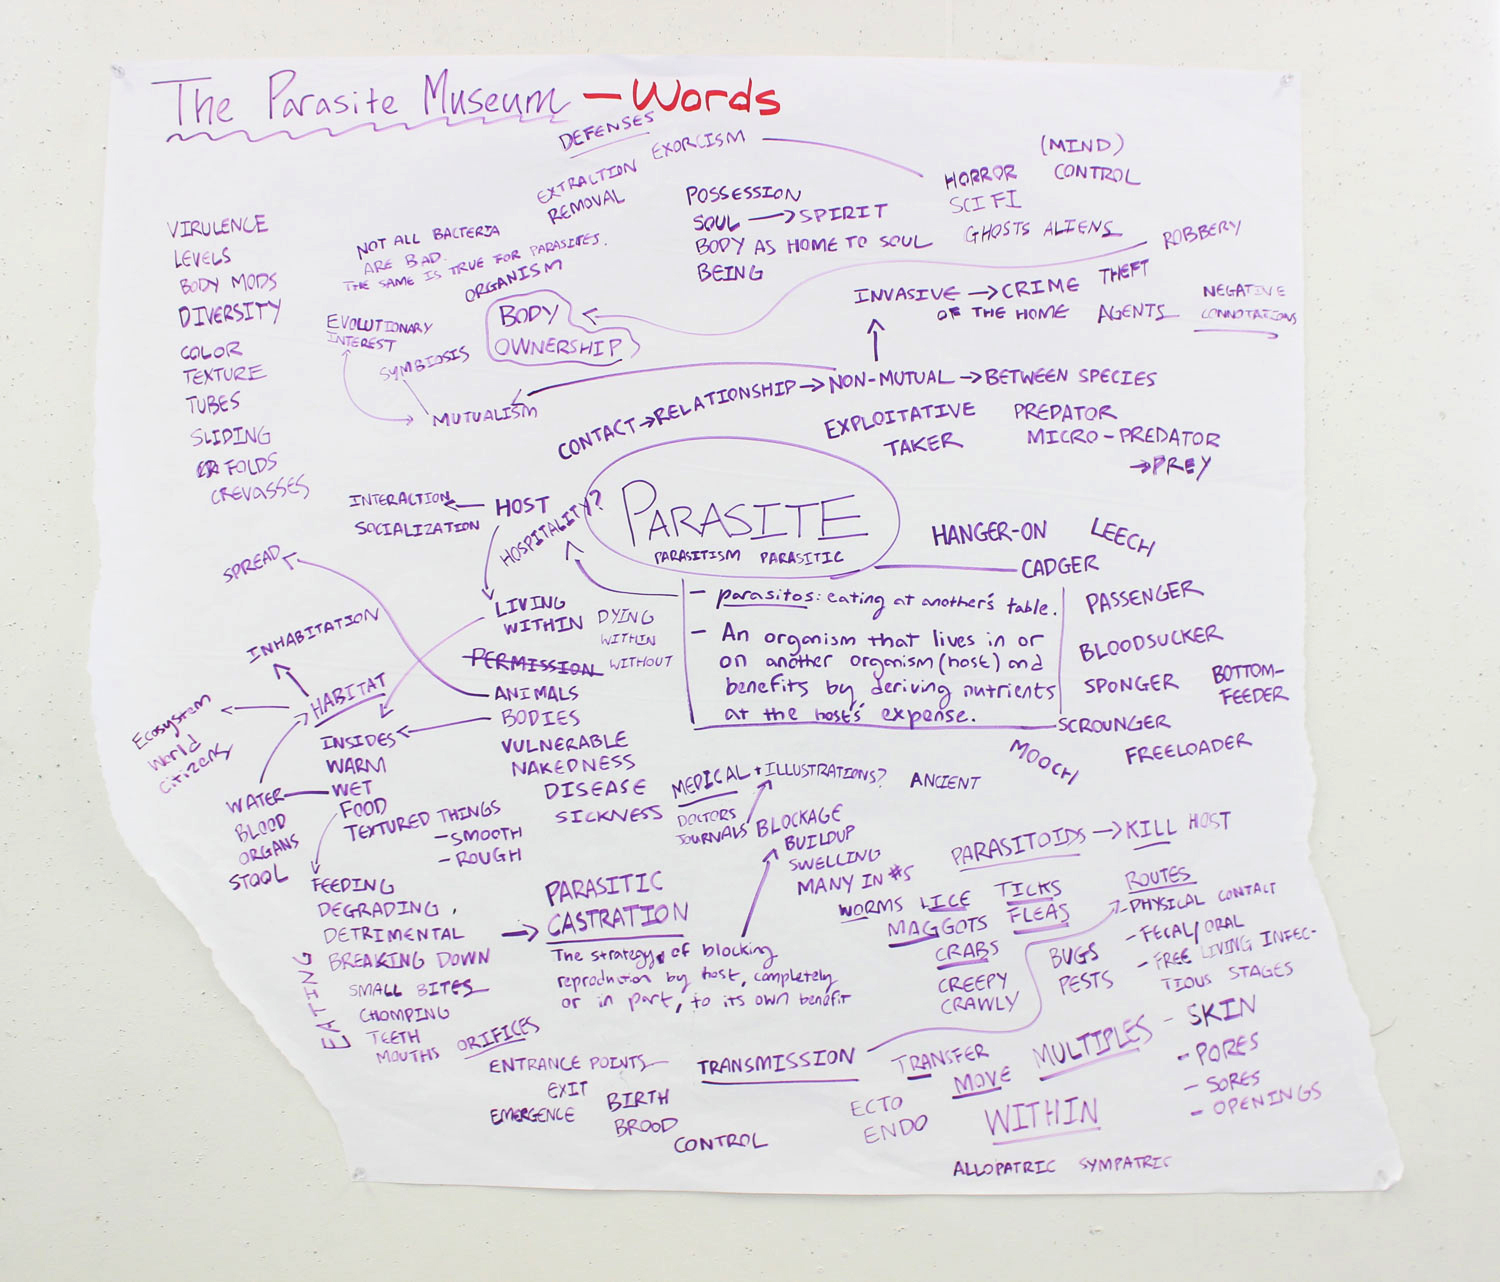 The Parasite Museum – Words
DEFENSES
EXORCISM
EXTRACTION
REMOVAL
(MIND)
CONTROL
HORROR
SCI FI
GHOSTS ALIENS
POSSESSION
SOUL → SPIRIT
BODY AS HOME TO SOUL
BEING
ROBBERY
INVASIVE → CRIME THEFT
OF THE HOME AGENTS
NEGATIVE
CONNOTATIONS
VIRULENCE
LEVELS
BODY MODS
DIVERSITY
COLOR
TEXTURE
TUBES
SLIDING
FOLDS
CREVASSES
NOT ALL BACTERIA
ARE BAD.
THE SAME IS TRUE FOR PARASITES.
ORGANISM
BODY
OWNERSHIP
EVOLUTIONARY
INTEREST
SYMBIOSIS
MUTUALISM
CONTACT → RELATIONSHIP → NON-MUTUAL → BETWEEN SPECIES
EXPLOITATIVE
TAKER
PREDATOR
MICRO-PREDATOR
→ PREY
INTERACTION ← HOST
SOCIALIZATION
HOSPITALITY?
PARASITE
PARASITISM PARASITIC
HANGER-ON
LEECH
CADGER
PASSENGER
BLOODSUCKER
SPONGER
BOTTOM-
FEEDER
SCROUNGER
MOOCH
FREELOADER
- parasitos: eating at another's table.
- An organism that lives in or
on another organism (host) and
benefits by deriving nutrients
at the host's expense.
SPREAD
INHABITATION
HABITAT
Ecosystem
World
Citizens
LIVING
WITHIN
DYING
WITHIN
PERMISSION
WITHOUT
ANIMALS
BODIES
VULNERABLE
NAKEDNESS
DISEASE
SICKNESS
INSIDES
WARM
WET
FOOD
TEXTURED THINGS
- SMOOTH
- ROUGH
WATER
BLOOD
ORGANS
STOOL
MEDICAL + ILLUSTRATIONS?
ANCIENT
DOCTORS
JOURNALS
BLOCKAGE
BUILDUP
SWELLING
MANY IN #S
PARASITOIDS → KILL HOST
WORMS LICE TICKS
MAGGOTS FLEAS
CRABS
CREEPY
CRAWLY
BUGS
PESTS
ROUTES
- PHYSICAL CONTACT
- FECAL/ORAL
- FREE LIVING INFEC-
TIOUS STAGES
- SKIN
- PORES
- SORES
- OPENINGS
FEEDING
DEGRADING
DETRIMENTAL
BREAKING DOWN
SMALL BITES
CHOMPING
TEETH
MOUTHS
EATING
→ PARASITIC
CASTRATION
The strategy of blocking
reproduction by host, completely
or in part, to its own benefit
ORIFICES
ENTRANCE POINTS
EXIT
EMERGENCE
BIRTH
BROOD
CONTROL
TRANSMISSION
TRANSFER
MOVE
MULTIPLES
ECTO
ENDO
WITHIN
ALLOPATRIC SYMPATRIC